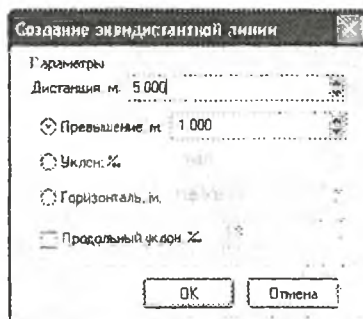 Создание эквидистантной линии
Параметры
Дистанция м. 5.000
Превышение м. 1.000
Уклон: ‰
Горизонталь, м.
Продольный уклон ‰
OK Отмена